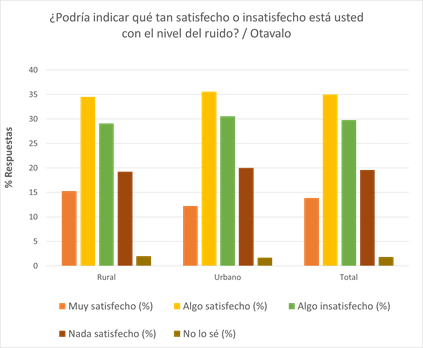 ¿Podría indicar qué tan satisfecho o insatisfecho está usted
con el nivel del ruido? / Otavalo
40
35
30
25
20
15
10
5
0
% Respuestas
Rural Urbano Total
Muy satisfecho (%) Algo satisfecho (%) Algo insatisfecho (%)
Nada satisfecho (%) No lo sé (%)